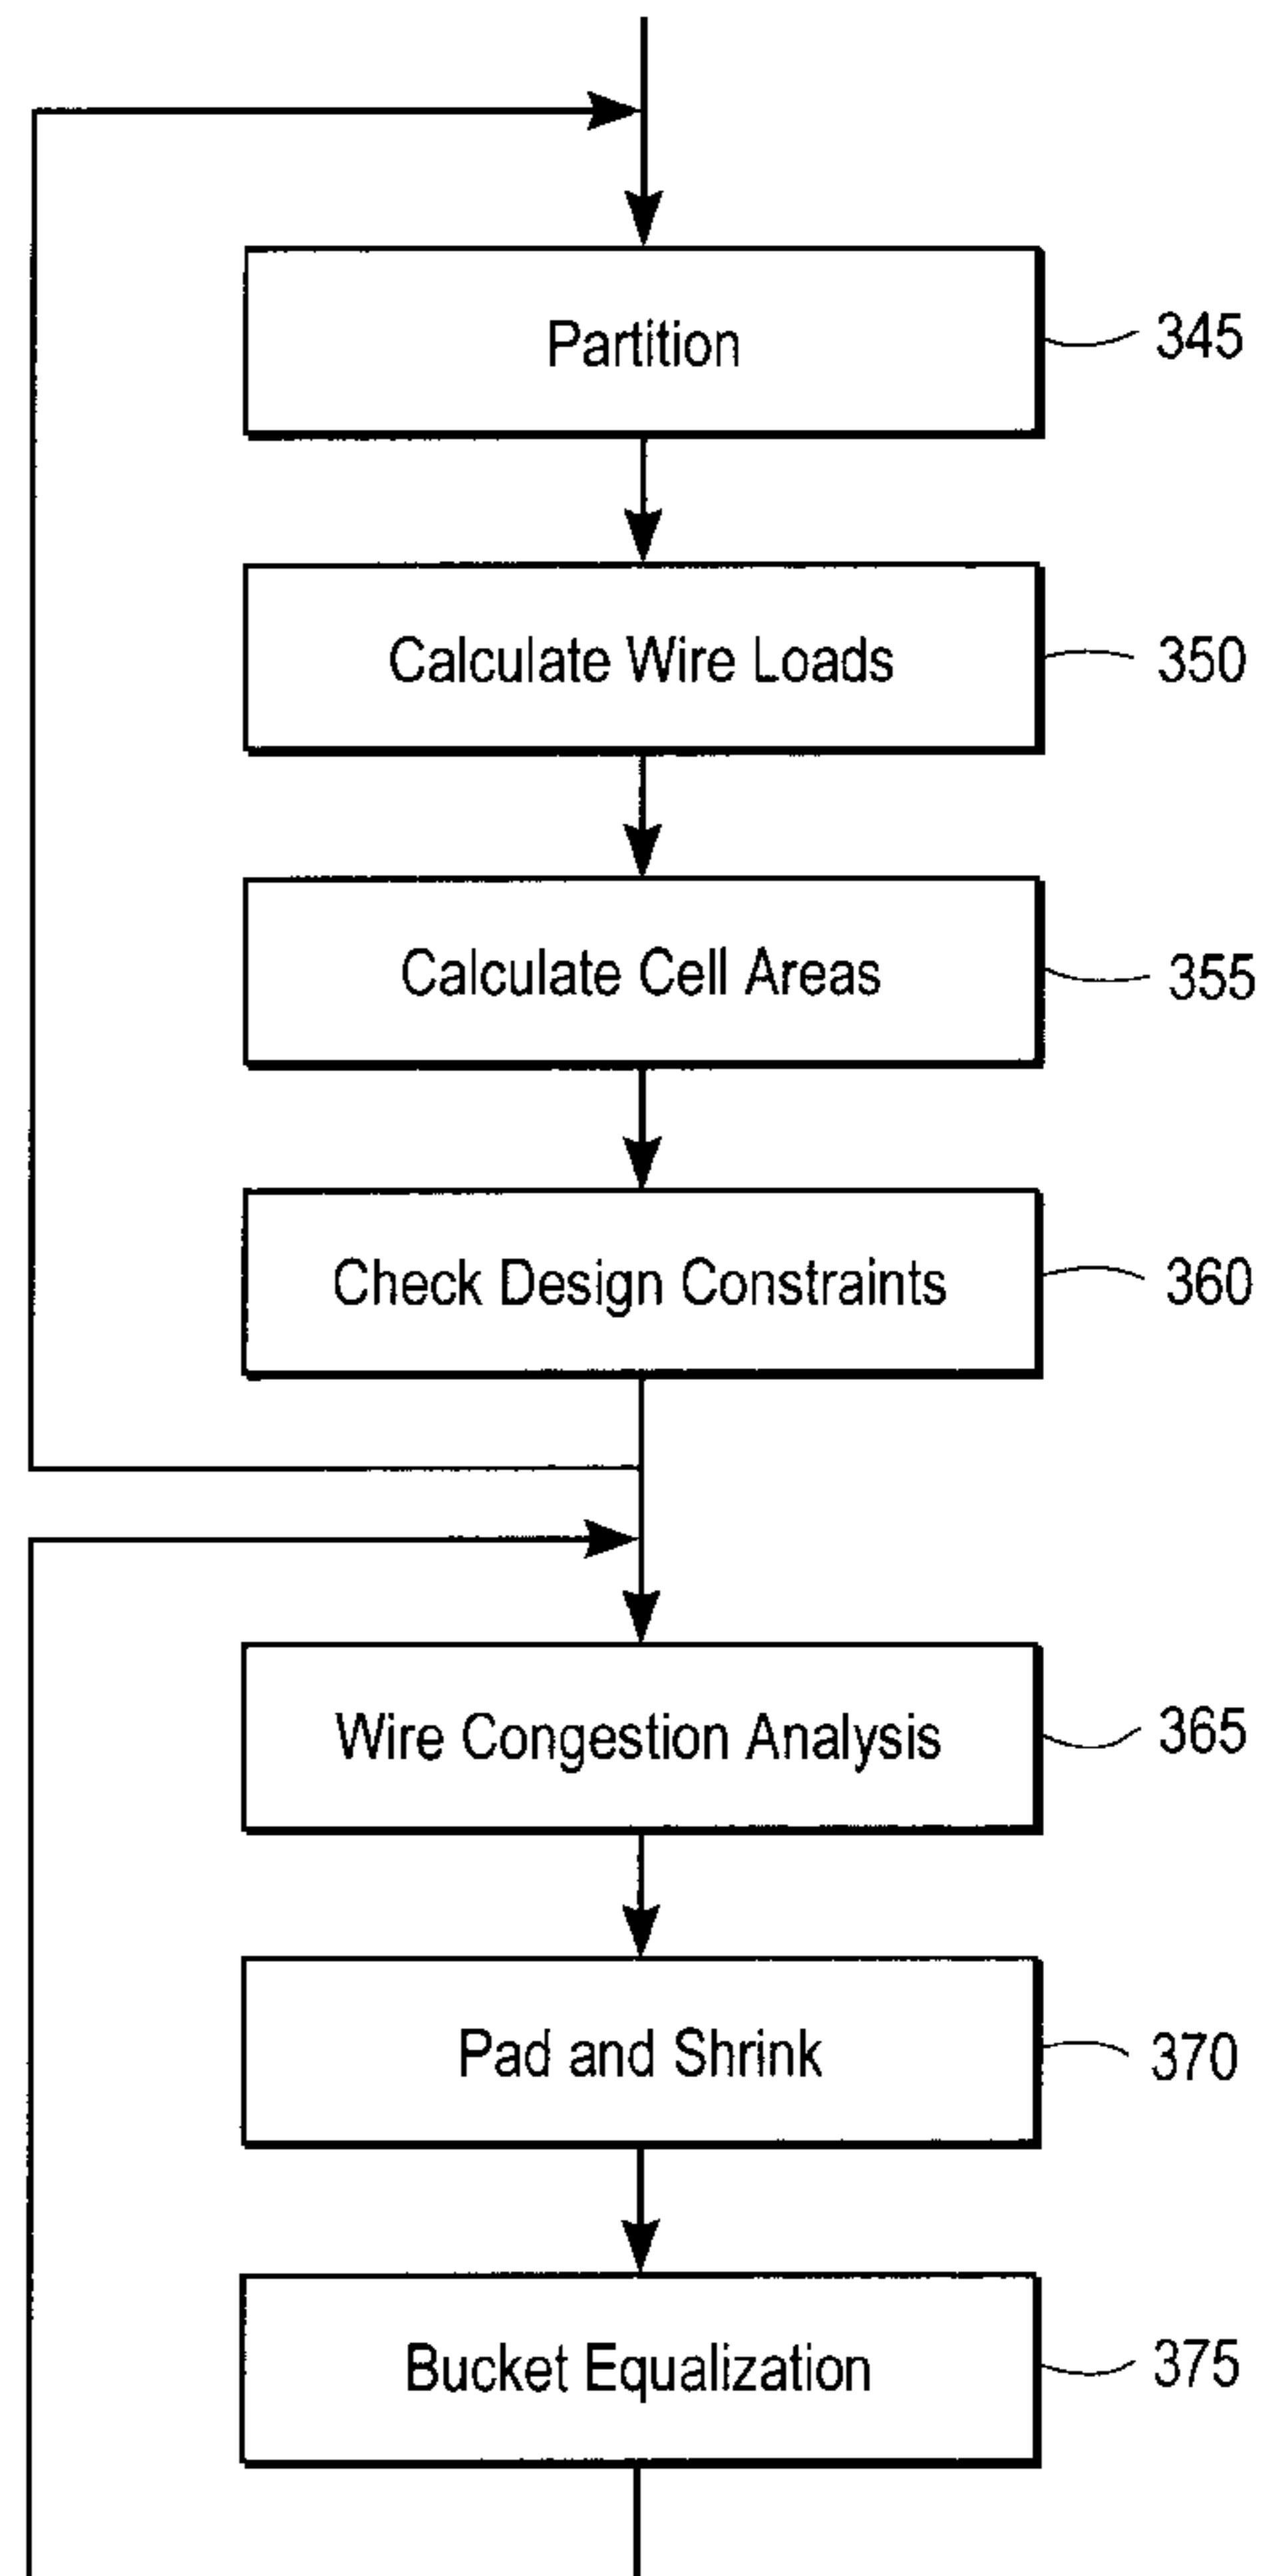 Partition
345
Calculate Wire Loads
350
Calculate Cell Areas
355
Check Design Constraints
360
Wire Congestion Analysis
365
Pad and Shrink
370
Bucket Equalization
375